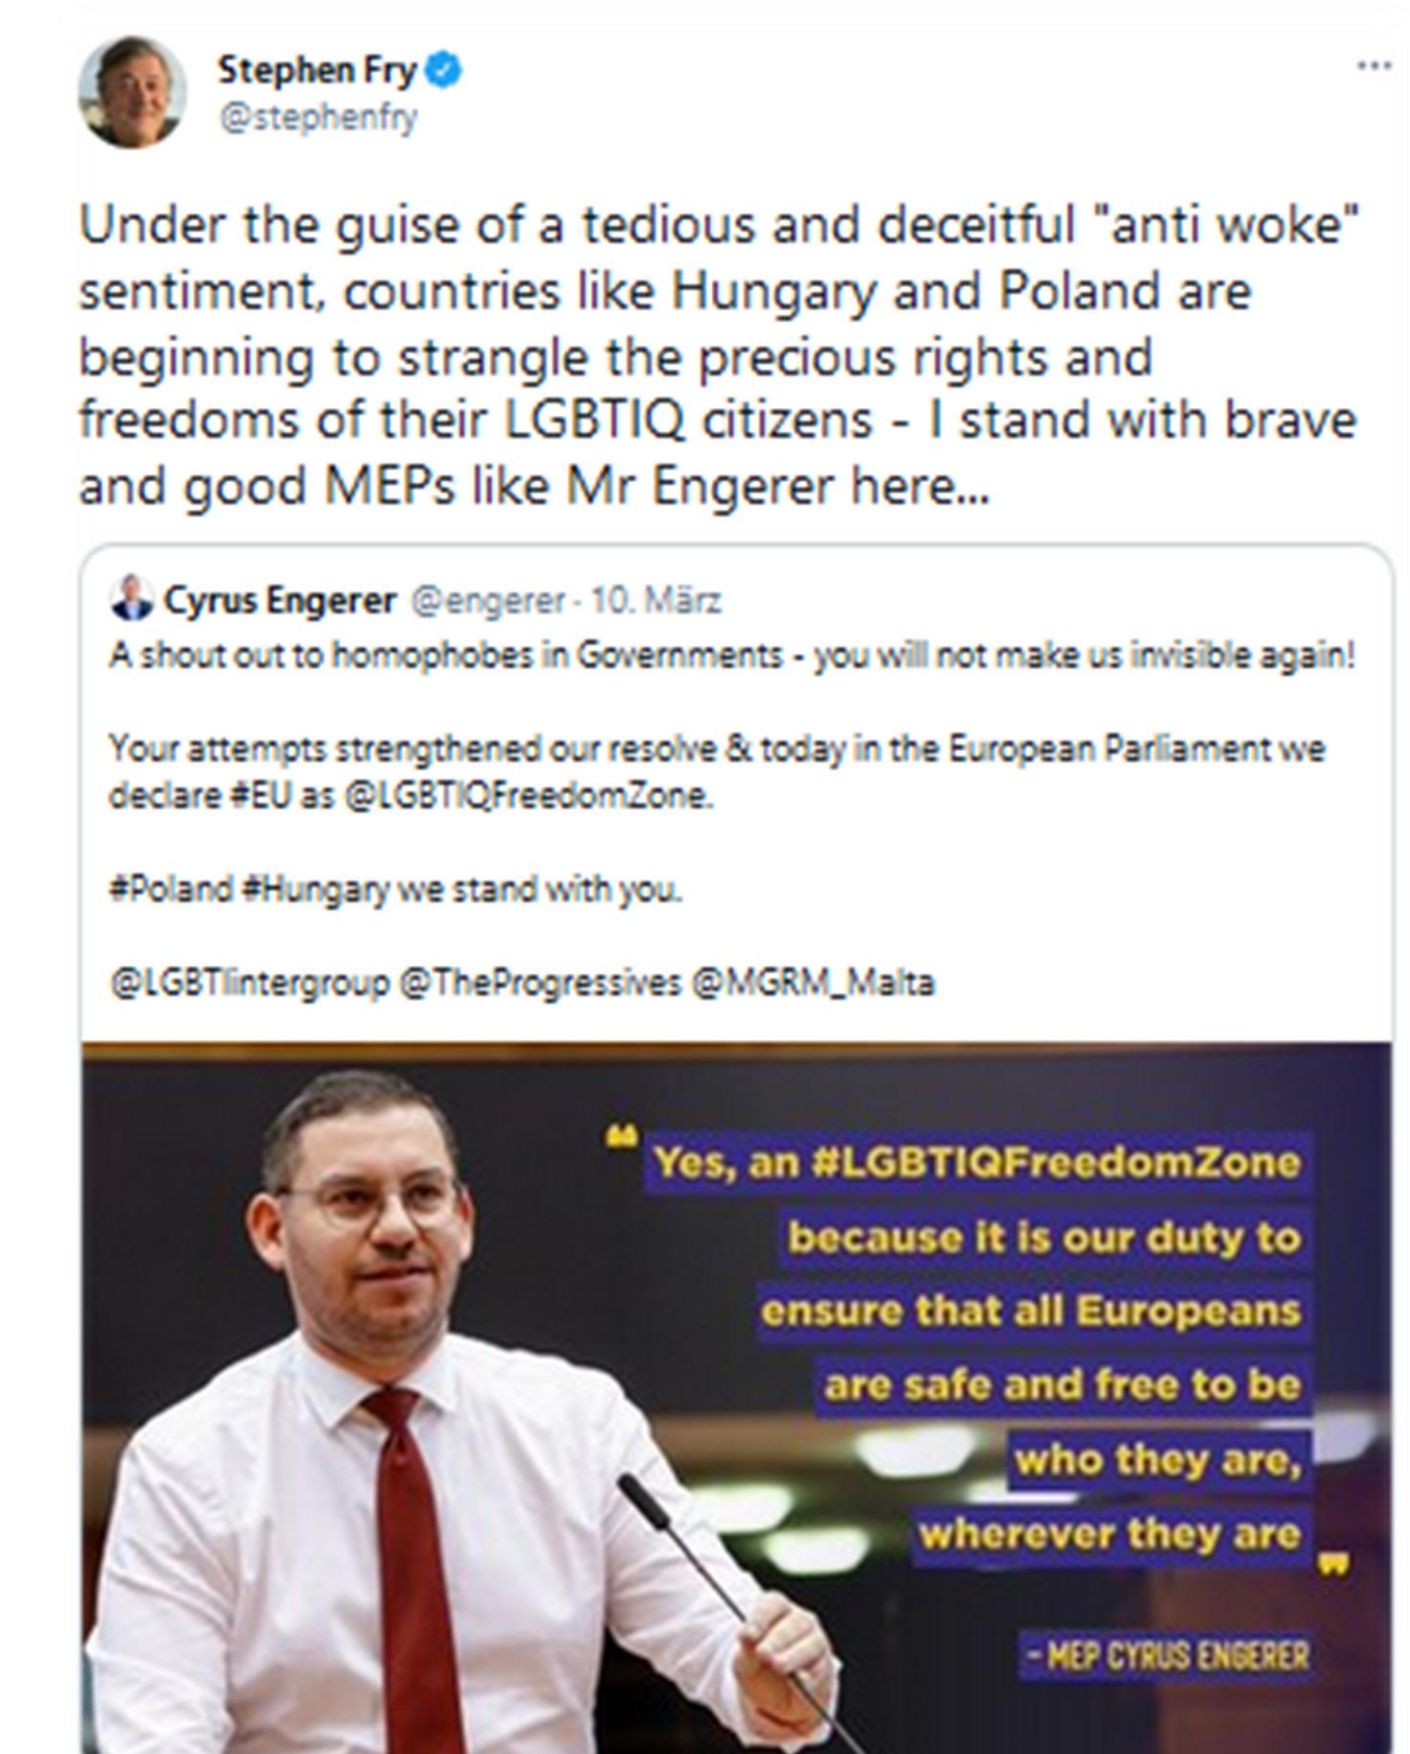 Stephen Fry
@stephenfry
Under the guise of a tedious and deceitful "anti woke"
sentiment, countries like Hungary and Poland are
beginning to strangle the precious rights and
freedoms of their LGBTIQ citizens - I stand with brave
and good MEPs like Mr Engerer here...
Cyrus Engerer @engerer · 10. März
A shout out to homophobes in Governments - you will not make us invisible again!
Your attempts strengthened our resolve & today in the European Parliament we
declare #EU as @LGBTIQFreedomZone.
#Poland #Hungary we stand with you.
@LGBTIintergroup @TheProgressives @MGRM_Malta
“ Yes, an #LGBTIQFreedomZone
because it is our duty to
ensure that all Europeans
are safe and free to be
who they are,
wherever they are ”
- MEP CYRUS ENGERER